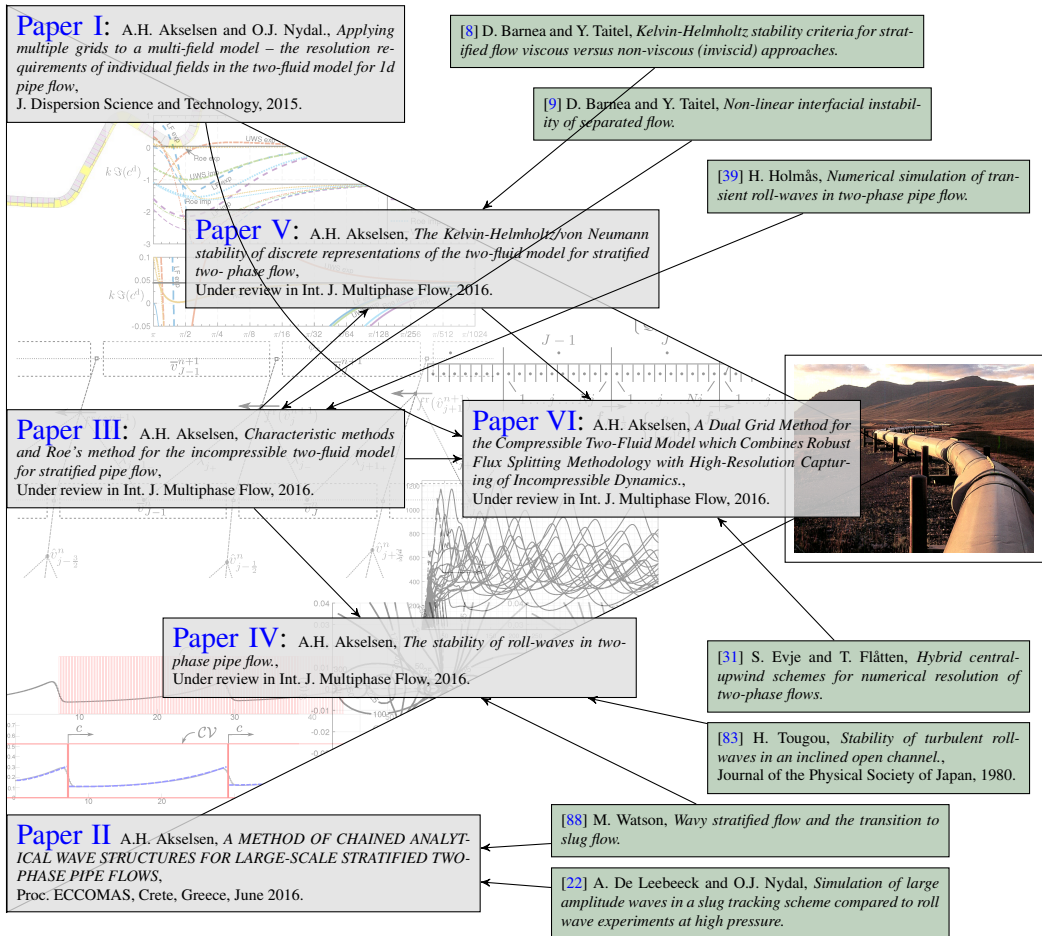 Paper I: A.H. Akselsen and O.J. Nydal., Applying
multiple grids to a multi-field model – the resolution re-
quirements of individual fields in the two-fluid model for 1d
pipe flow,
J. Dispersion Science and Technology, 2015.
[8] D. Barnea and Y. Taitel, Kelvin-Helmholtz stability criteria for strat-
ified flow viscous versus non-viscous (inviscid) approaches.
[9] D. Barnea and Y. Taitel, Non-linear interfacial instabil-
ity of separated flow.
[39] H. Holmås, Numerical simulation of tran-
sient roll-waves in two-phase pipe flow.
Paper V: A.H. Akselsen, The Kelvin-Helmholtz/von Neumann
stability of discrete representations of the two-fluid model for stratified
two- phase flow,
Under review in Int. J. Multiphase Flow, 2016.
Paper III: A.H. Akselsen, Characteristic methods
and Roe's method for the incompressible two-fluid model
for stratified pipe flow,
Under review in Int. J. Multiphase Flow, 2016.
Paper VI: A.H. Akselsen, A Dual Grid Method for
the Compressible Two-Fluid Model which Combines Robust
Flux Splitting Methodology with High-Resolution Captur-
ing of Incompressible Dynamics.,
Under review in Int. J. Multiphase Flow, 2016.
Paper IV: A.H. Akselsen, The stability of roll-waves in two-
phase pipe flow.,
Under review in Int. J. Multiphase Flow, 2016.
[31] S. Evje and T. Flåtten, Hybrid central-
upwind schemes for numerical resolution of
two-phase flows.
[83] H. Tougou, Stability of turbulent roll-
waves in an inclined open channel.,
Journal of the Physical Society of Japan, 1980.
Paper II A.H. Akselsen, A METHOD OF CHAINED ANALYT-
ICAL WAVE STRUCTURES FOR LARGE-SCALE STRATIFIED TWO-
PHASE PIPE FLOWS,
Proc. ECCOMAS, Crete, Greece, June 2016.
[88] M. Watson, Wavy stratified flow and the transition to
slug flow.
[22] A. De Leebeeck and O.J. Nydal, Simulation of large
amplitude waves in a slug tracking scheme compared to roll
wave experiments at high pressure.